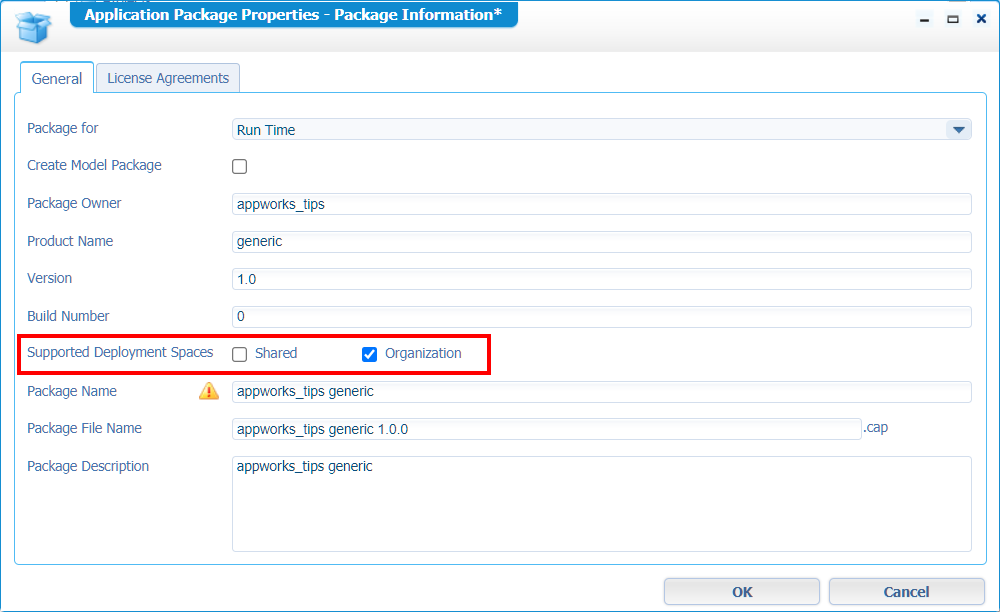 Application Package Properties - Package Information*
General License Agreements
Package for Run Time
Create Model Package
Package Owner appworks_tips
Product Name generic
Version 1.0
Build Number 0
Supported Deployment Spaces Shared Organization
Package Name appworks_tips generic
Package File Name appworks_tips generic 1.0.0 .cap
Package Description appworks_tips generic
OK Cancel